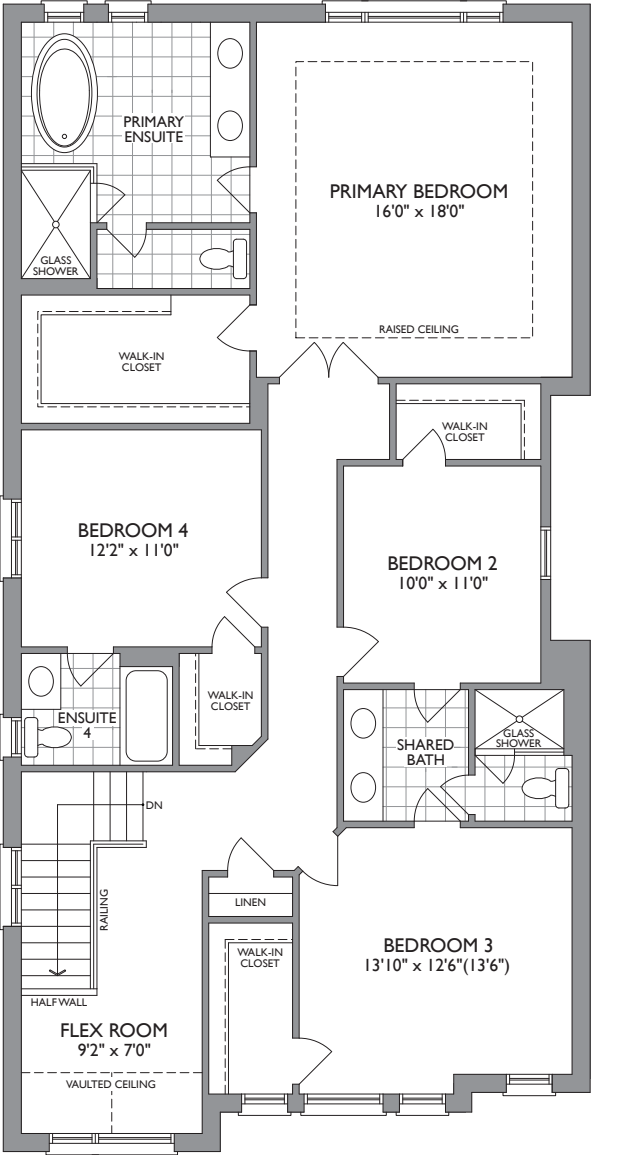 PRIMARY
ENSUITE
PRIMARY BEDROOM
16'0" x 18'0"
GLASS
SHOWER
RAISED CEILING
WALK-IN
CLOSET
WALK-IN
CLOSET
BEDROOM 4
12'2" x 11'0"
BEDROOM 2
10'0" x 11'0"
WALK-IN
CLOSET
ENSUITE
4
GLASS
SHOWER
SHARED
BATH
DN
RAILING
LINEN
WALK-IN
CLOSET
BEDROOM 3
13'10" x 12'6"(13'6")
HALF WALL
FLEX ROOM
9'2" x 7'0"
VAULTED CEILING